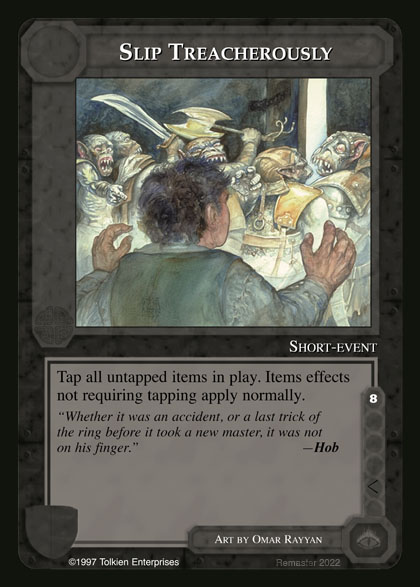 SLIP TREACHEROUSLY
SHORT-EVENT
Tap all untapped items in play. Items effects
not requiring tapping apply normally.
“Whether it was an accident, or a last trick of
the ring before it took a new master, it was not
on his finger.” —Hob
8
ART BY OMAR RAYYAN
©1997 Tolkien Enterprises
Remaster 2022